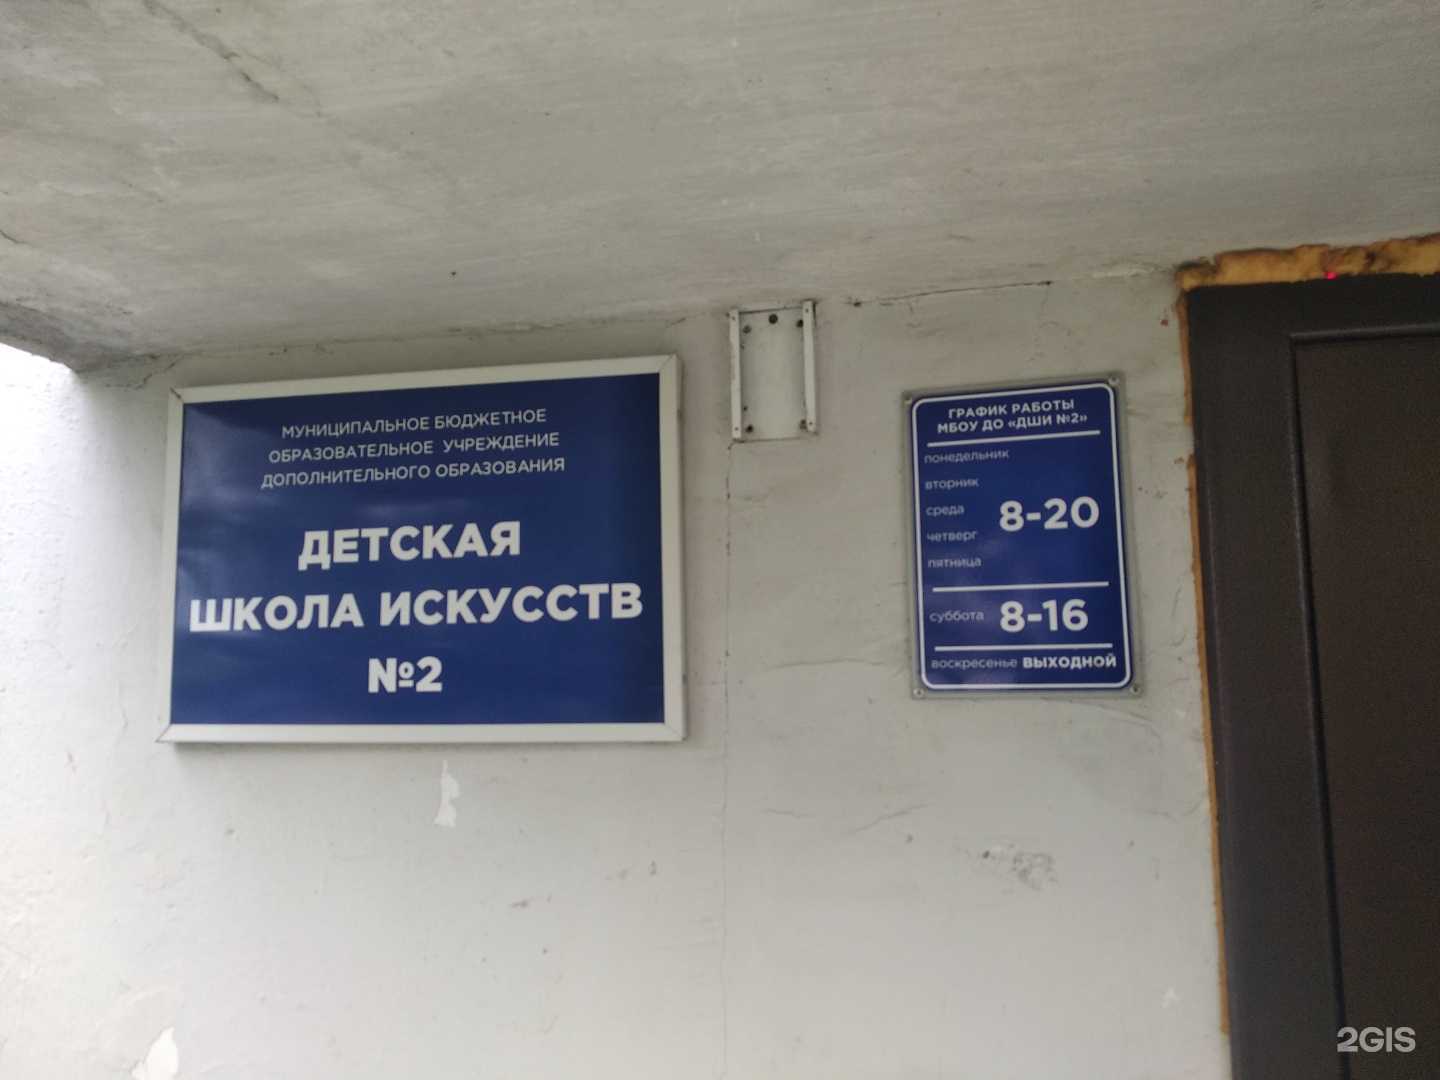 МУНИЦИПАЛЬНОЕ БЮДЖЕТНОЕ
ОБРАЗОВАТЕЛЬНОЕ УЧРЕЖДЕНИЕ
ДОПОЛНИТЕЛЬНОГО ОБРАЗОВАНИЯ
ДЕТСКАЯ
ШКОЛА ИСКУССТВ
№2
ГРАФИК РАБОТЫ
МБОУ ДО «ДШИ №2»
понедельник
вторник
среда
четверг
пятница
8-20
суббота 8-16
воскресенье ВЫХОДНОЙ
2GIS